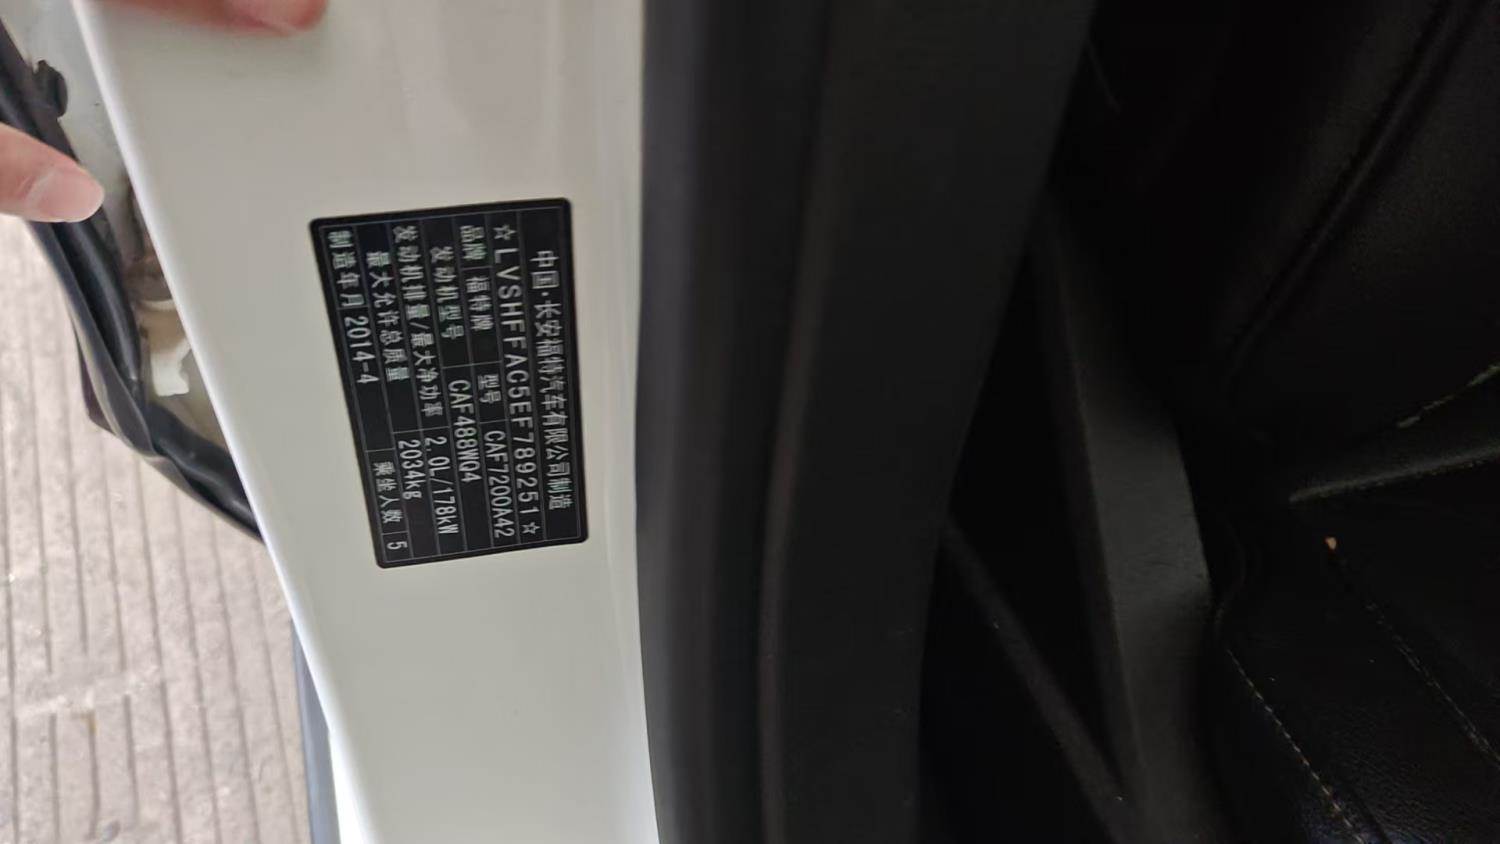 中国·长安福特汽车有限公司制造
☆LVSHFFAC5EF789251☆
品牌 福特牌 型号 CAF7200A42
发动机型号 CAF488WQ4
发动机排量/最大净功率 2.0L/178kW
最大允许总质量 2034kg
制造年月 2014-4 乘坐人数 5